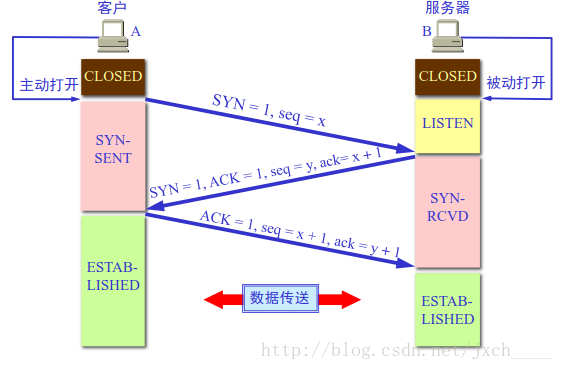 客户
服务器
A
B
CLOSED
CLOSED
主动打开
被动打开
SYN = 1, seq = x
LISTEN
SYN-
SENT
SYN = 1, ACK = 1, seq = y, ack= x + 1
SYN-
RCVD
ACK = 1, seq = x + 1, ack = y + 1
ESTAB-
LISHED
数据传送
ESTAB-
LISHED
http://blog.csdn.net/jxch____